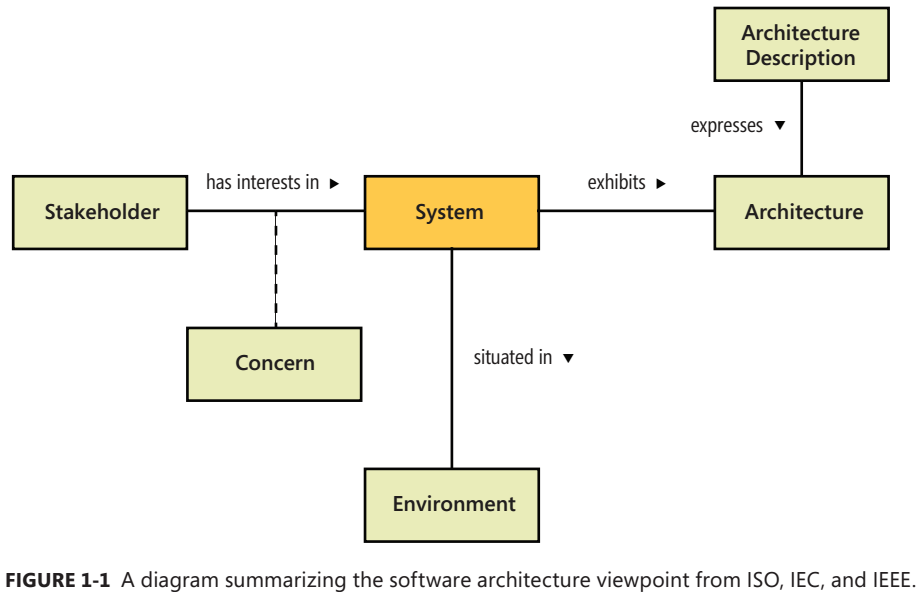 Architecture
Description
expresses ▼
has interests in ►
exhibits ►
Stakeholder
System
Architecture
Concern
situated in ▼
Environment
FIGURE 1-1 A diagram summarizing the software architecture viewpoint from ISO, IEC, and IEEE.